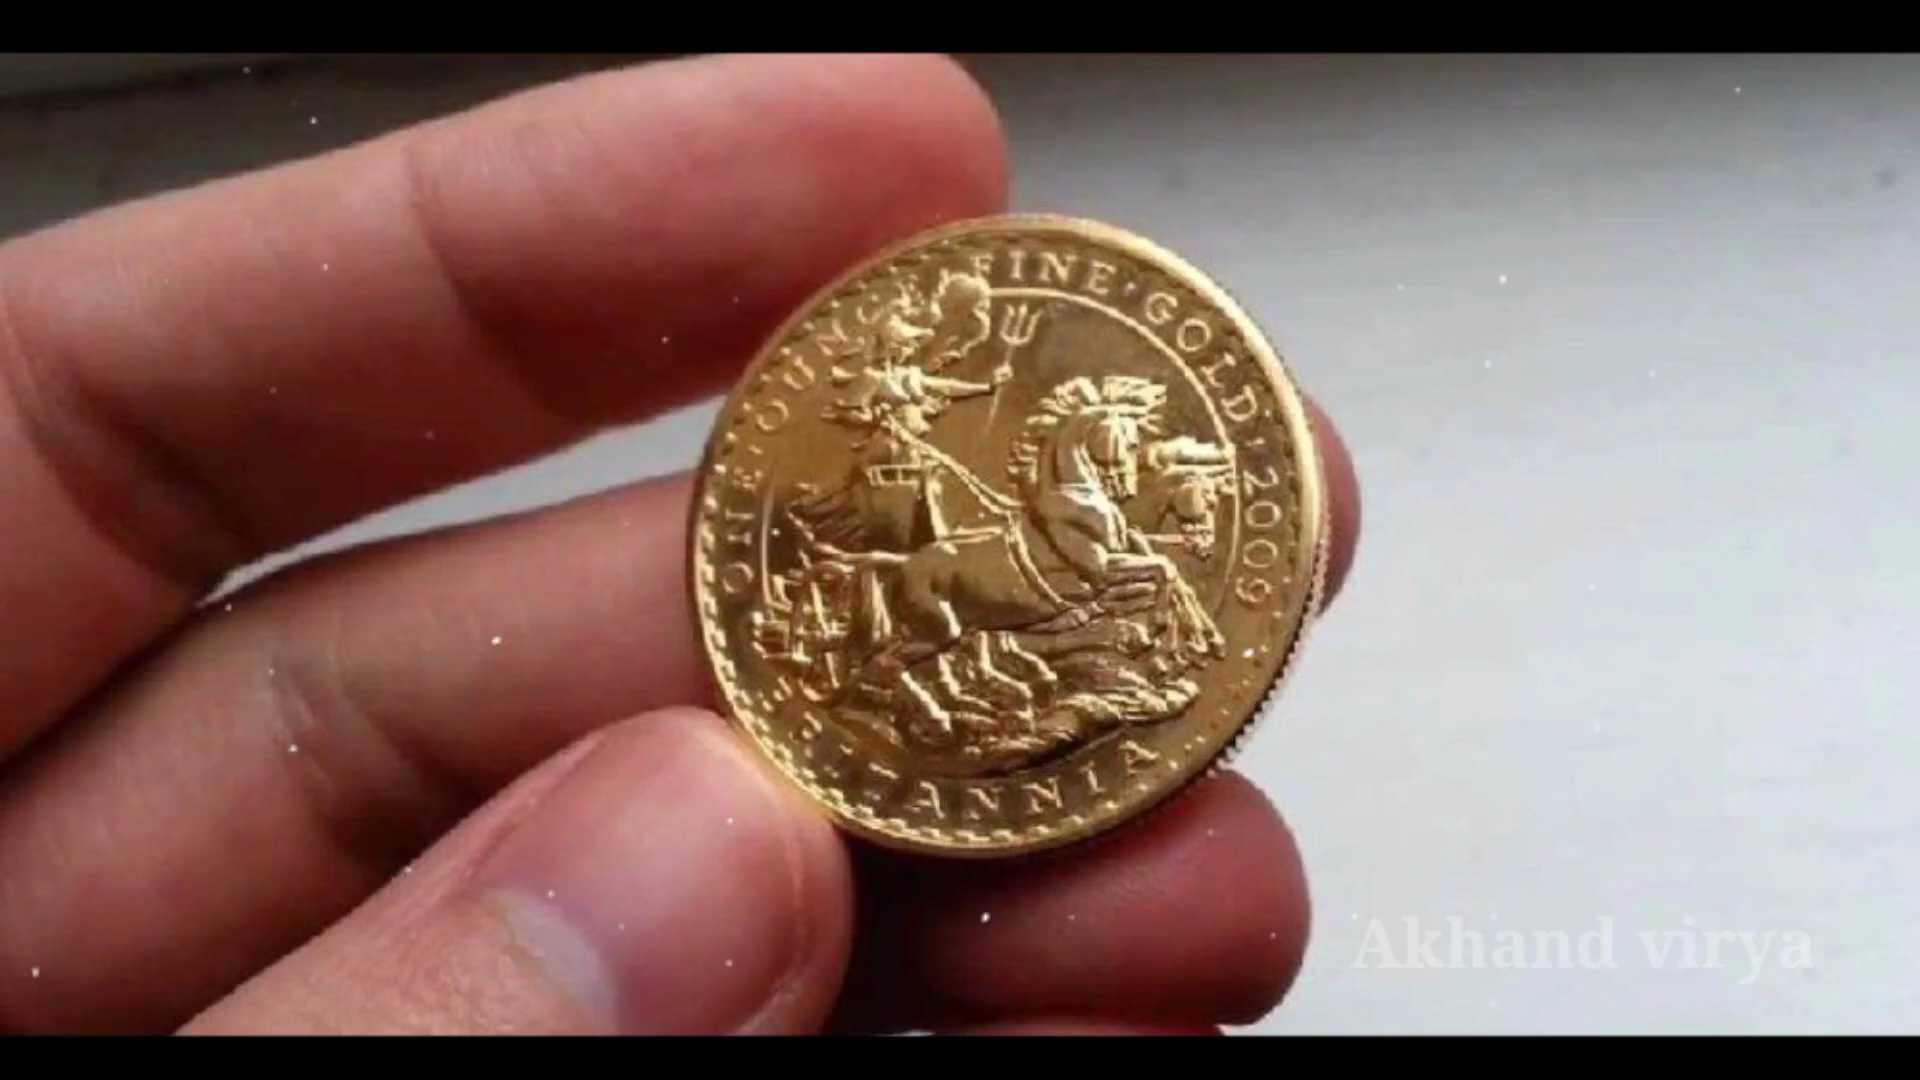 ONE · OUNCE FINE · GOLD · 2009
BRITANNIA
Akhand virya